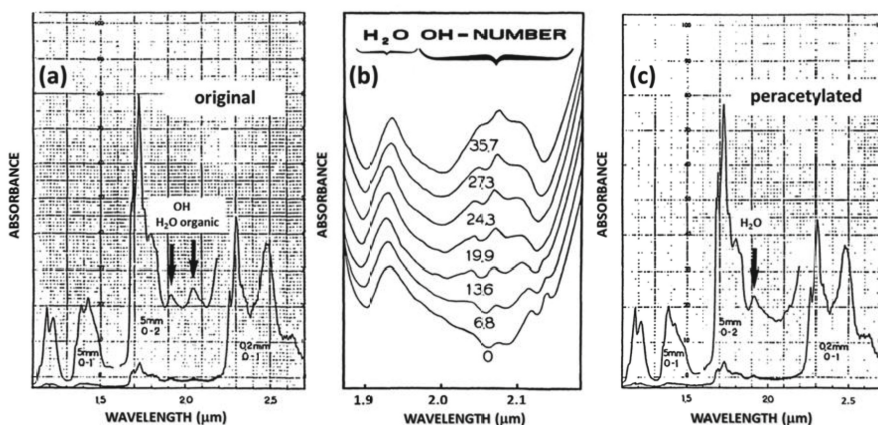 (a)
original
OH
H₂O organic
5mm
0-1
5mm
0-2
0,2mm
0-1
ABSORBANCE
1.5
2.0
2.5
WAVELENGTH (µm)
H₂O OH-NUMBER
(b)
35,7
27,3
24,3
19,9
13,6
6,8
0
ABSORBANCE
1.9
2.0
2.1
WAVELENGTH (µm)
(c)
peracetylated
H₂O
5mm
0-1
5mm
0-2
0,2mm
0-1
ABSORBANCE
1.5
2.0
2.5
WAVELENGTH (µm)